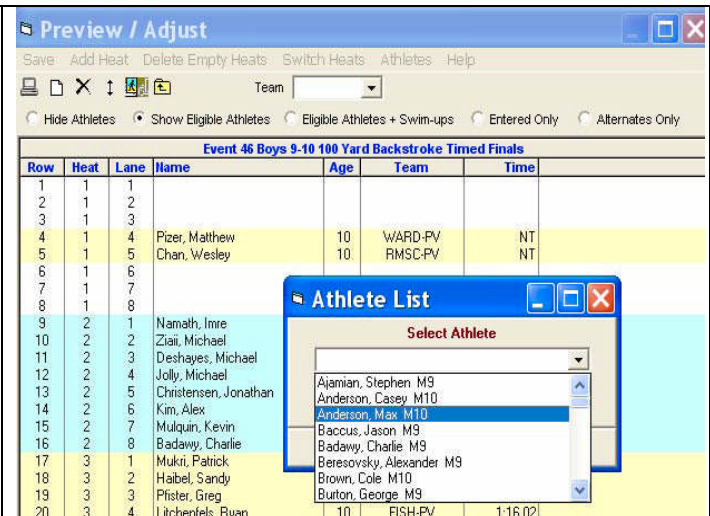 Preview / Adjust
Save Add Heat Delete Empty Heats Switch Heats Athletes Help
Team
Hide Athletes Show Eligible Athletes Eligible Athletes + Swim-ups Entered Only Alternates Only
Event 46 Boys 9-10 100 Yard Backstroke Timed Finals
Row Heat Lane Name Age Team Time
1 1 1
2 1 2
3 1 3
4 1 4 Pizer, Matthew 10 WARD-PV NT
5 1 5 Chan, Wesley 10 RMSC-PV NT
6 1 6
7 1 7
8 1 8
9 2 1 Namath, Imre
10 2 2 Ziaii, Michael
11 2 3 Deshayes, Michael
12 2 4 Jolly, Michael
13 2 5 Christensen, Jonathan
14 2 6 Kim, Alex
15 2 7 Mulquin, Kevin
16 2 8 Badawy, Charlie
17 3 1 Mukri, Patrick
18 3 2 Haibel, Sandy
19 3 3 Pfister, Greg
20 3 4 Litchenfels, Ryan 10 FISH-PV 1:16.02
Athlete List
Select Athlete
Ajamian, Stephen M9
Anderson, Casey M10
Anderson, Max M10
Baccus, Jason M9
Badawy, Charlie M9
Beresovsky, Alexander M9
Brown, Cole M10
Burton, George M9